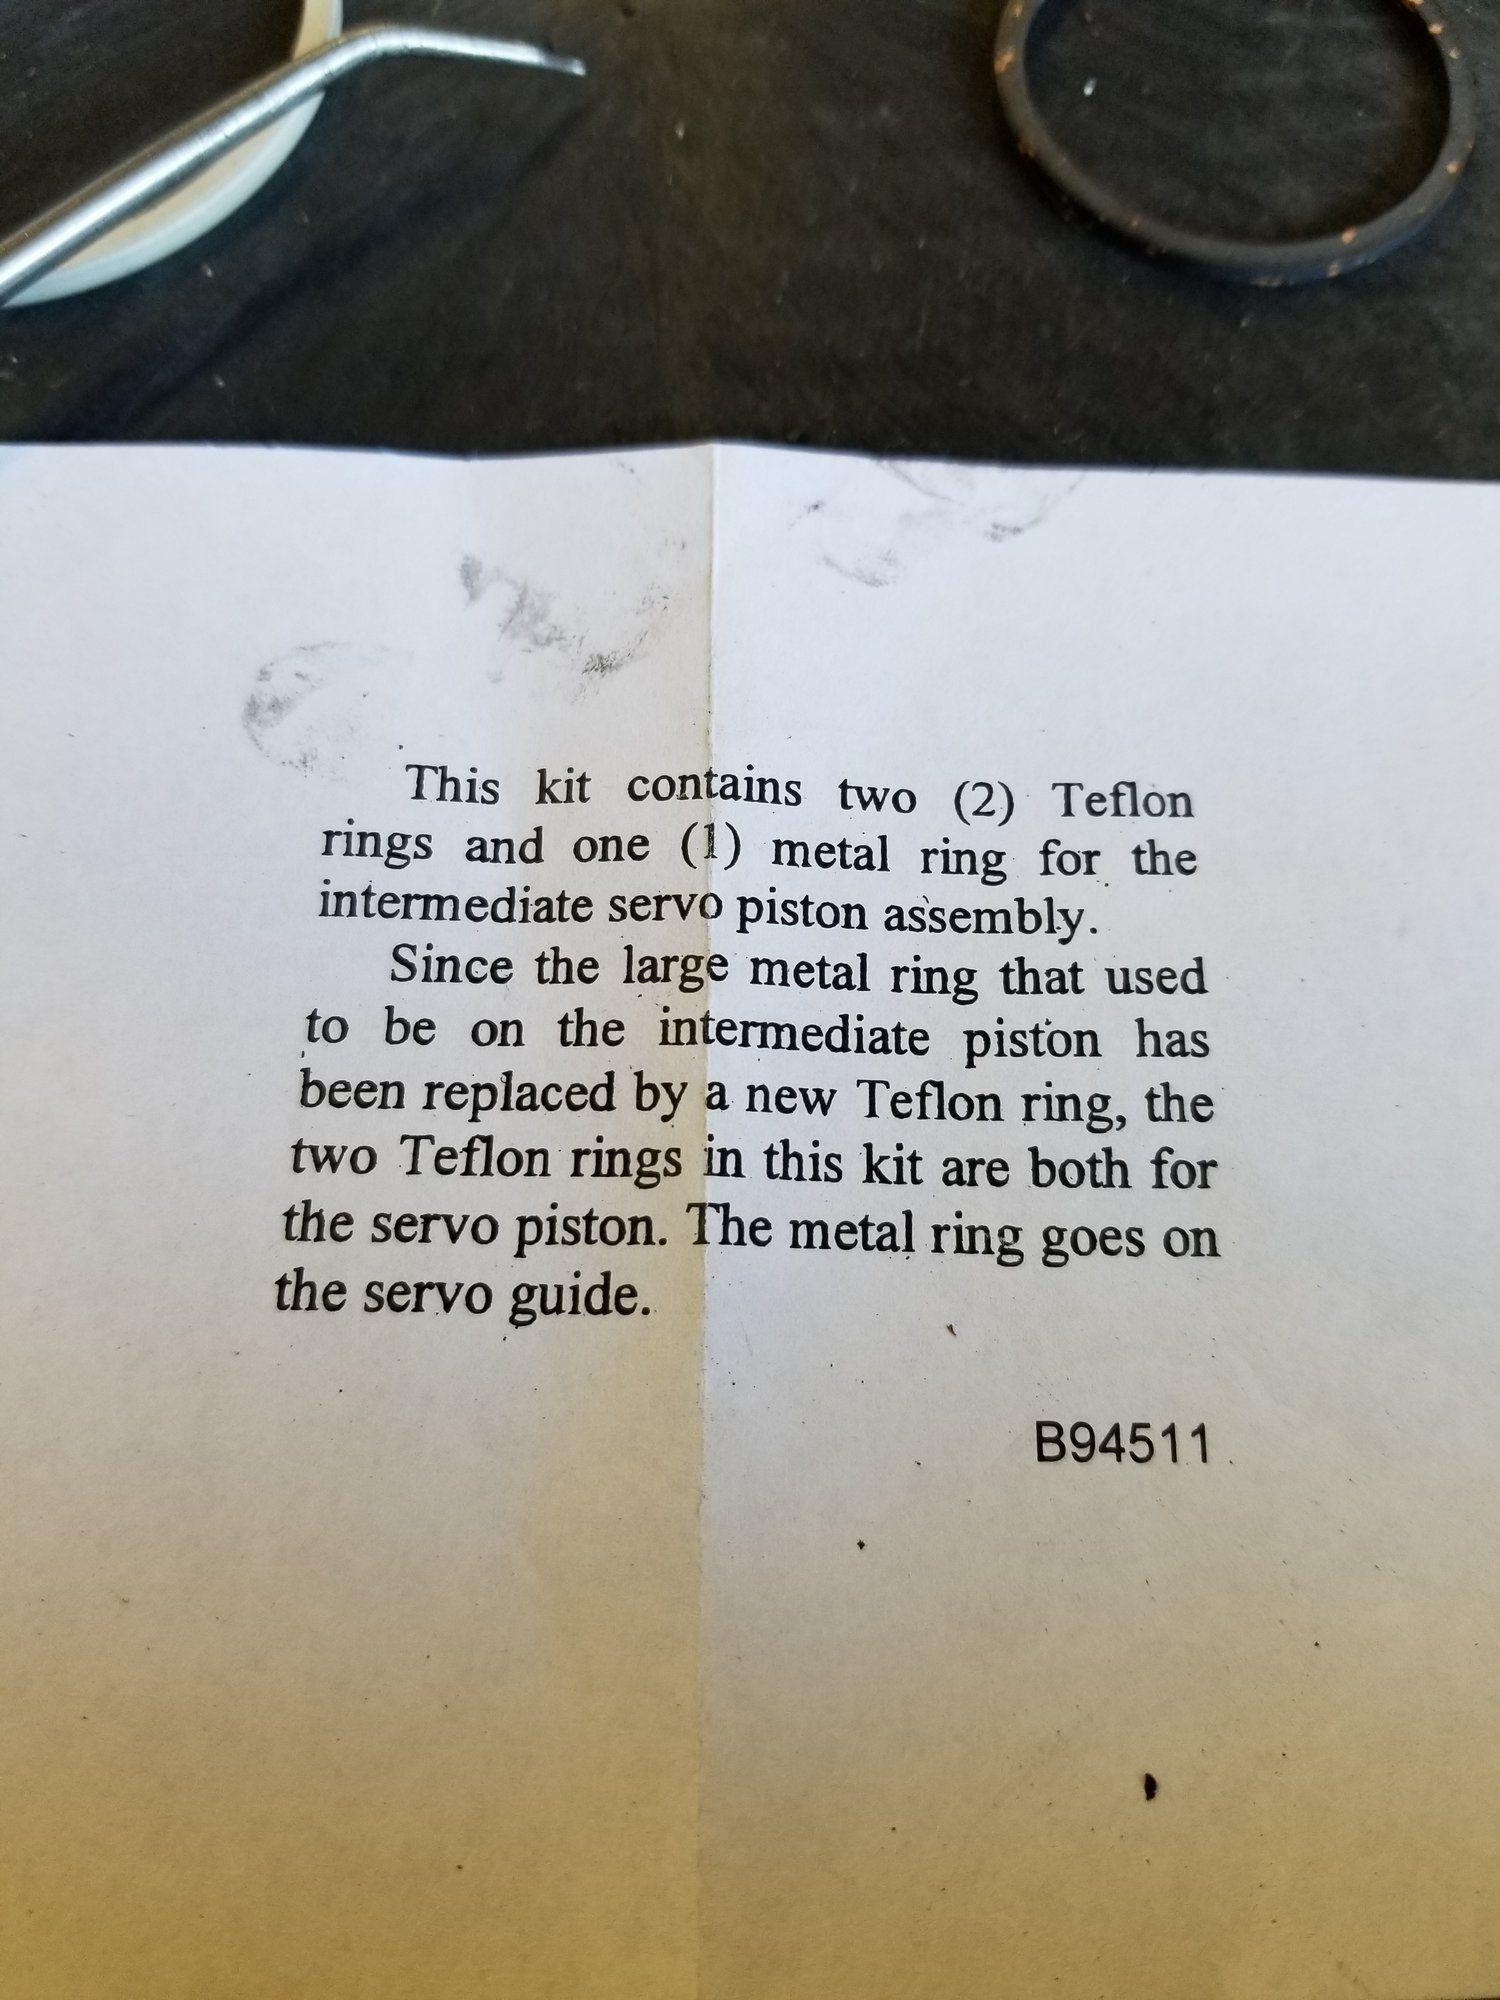 This kit contains two (2) Teflon
rings and one (1) metal ring for the
intermediate servo piston assembly.
Since the large metal ring that used
to be on the intermediate piston has
been replaced by a new Teflon ring, the
two Teflon rings in this kit are both for
the servo piston. The metal ring goes on
the servo guide.
B94511